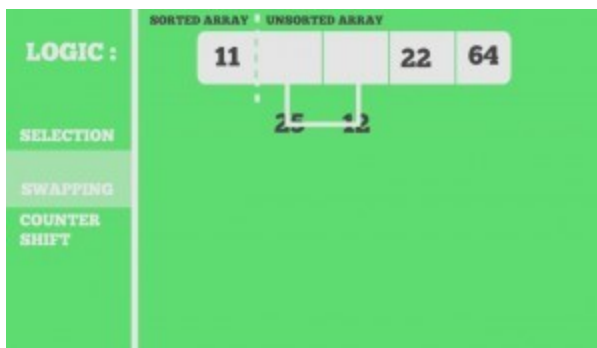 SORTED ARRAY UNSORTED ARRAY
LOGIC :
11 22 64
25 12
SELECTION
SWAPPING
COUNTER
SHIFT